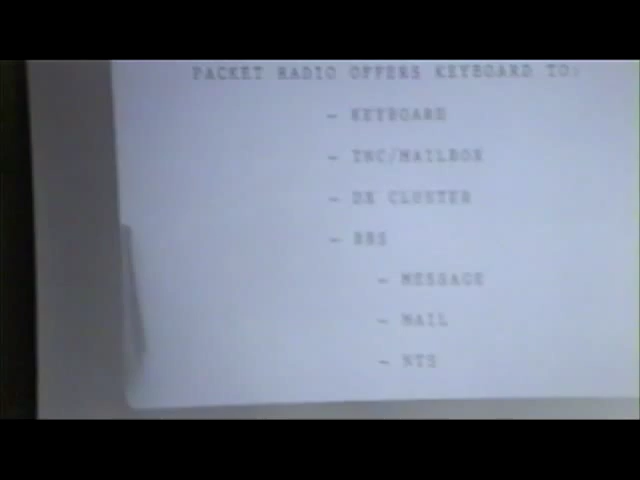 PACKET RADIO OFFERS KEYBOARD TO:
- KEYBOARD
- TNC/MAILBOX
- DX CLUSTER
- BBS
- MESSAGE
- MAIL
- NTS